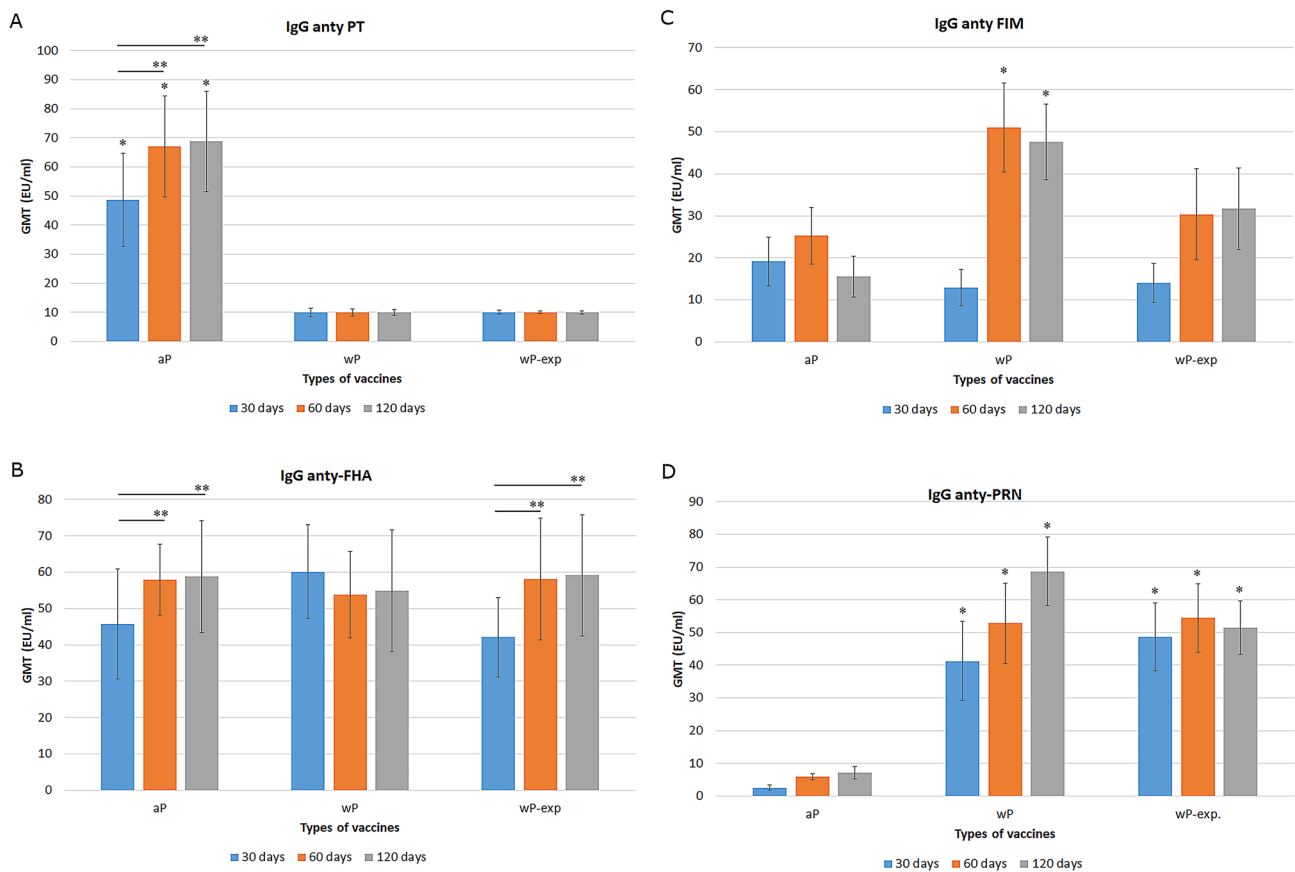 A
IgG anty PT
**
**
*
*
*
100
90
80
70
60
50
40
30
20
10
0
GMT (EU/ml)
aP
wP
wP-exp
Types of vaccines
30 days
60 days
120 days
C
IgG anty FIM
*
*
70
60
50
40
30
20
10
0
GMT (EU/ml)
aP
wP
wP-exp
Types of vaccines
30 days
60 days
120 days
B
IgG anty-FHA
**
**
**
**
80
70
60
50
40
30
20
10
0
GMT (EU/ml)
aP
wP
wP-exp
Types of vaccines
30 days
60 days
120 days
D
IgG anty-PRN
*
*
*
*
*
*
90
80
70
60
50
40
30
20
10
0
GMT (EU/ml)
aP
wP
wP-exp.
Types of vaccines
30 days
60 days
120 days